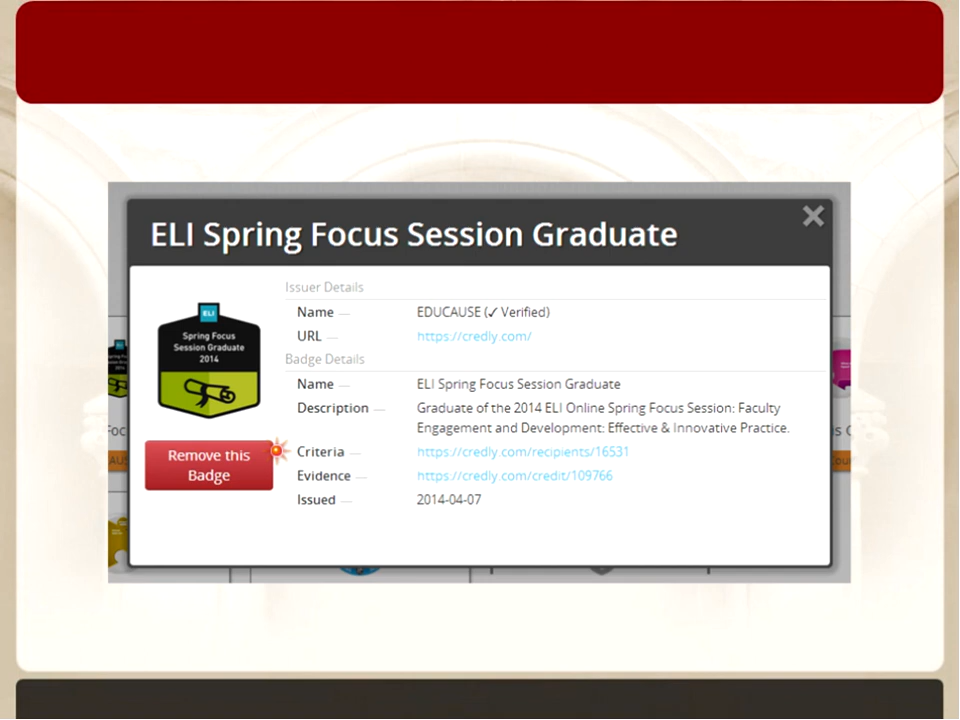 ELI Spring Focus Session Graduate
Issuer Details
Name — EDUCAUSE (✓ Verified)
URL — https://credly.com/
Badge Details
Name — ELI Spring Focus Session Graduate
Description — Graduate of the 2014 ELI Online Spring Focus Session: Faculty
Engagement and Development: Effective & Innovative Practice.
Criteria — https://credly.com/recipients/16531
Evidence — https://credly.com/credit/109766
Issued — 2014-04-07
ELI
Spring Focus
Session Graduate
2014
Remove this
Badge